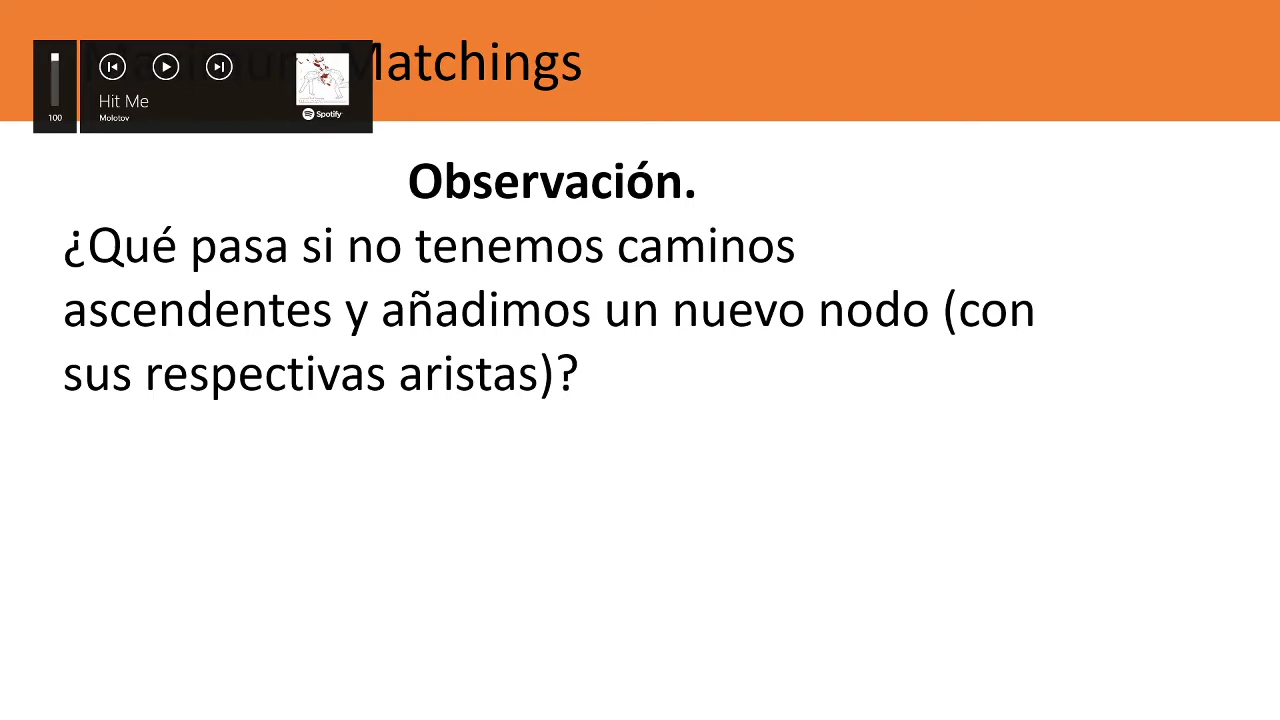 Maximum Matchings
Hit Me
Molotov
100
Spotify
Observación.
¿Qué pasa si no tenemos caminos
ascendentes y añadimos un nuevo nodo (con
sus respectivas aristas)?